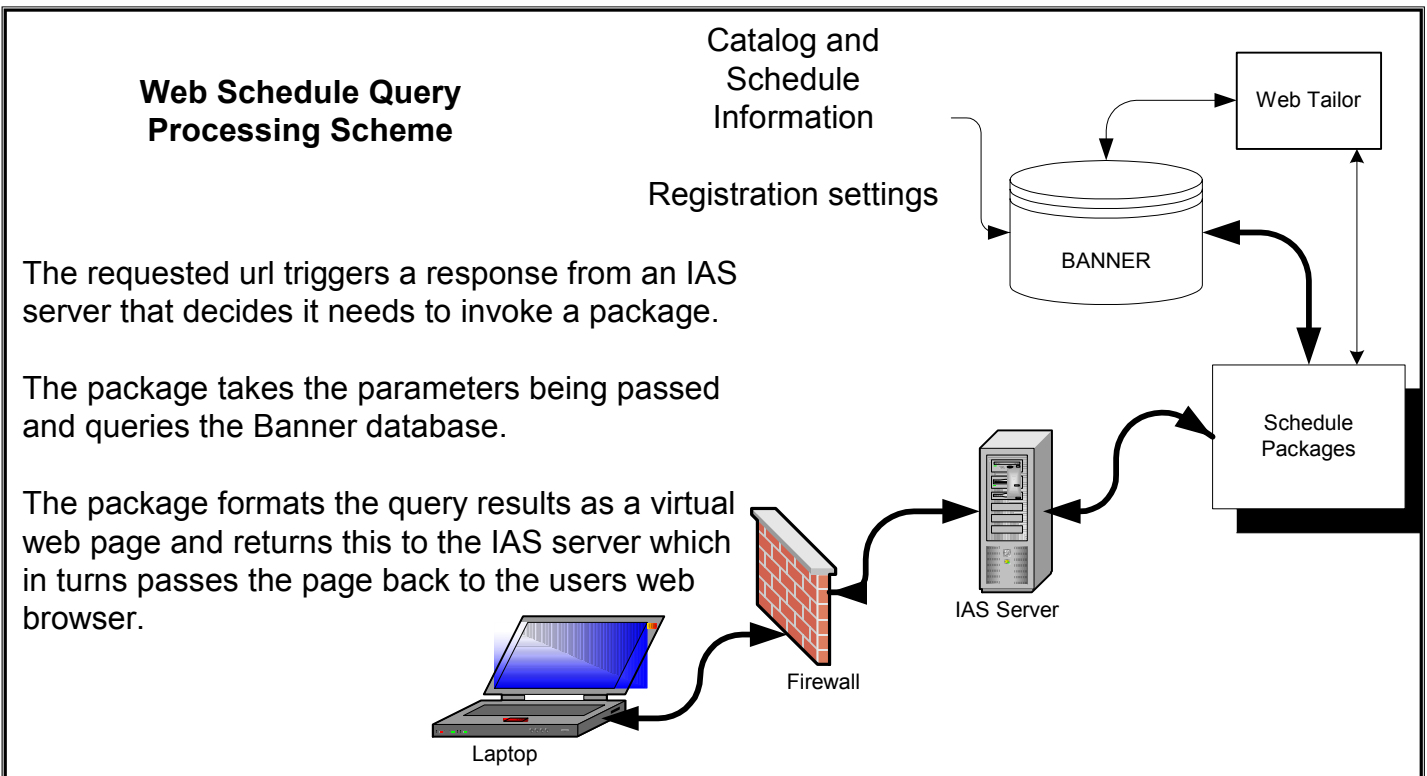 Web Schedule Query
Processing Scheme
Catalog and
Schedule
Information
Registration settings
Web Tailor
BANNER
The requested url triggers a response from an IAS
server that decides it needs to invoke a package.
The package takes the parameters being passed
and queries the Banner database.
The package formats the query results as a virtual
web page and returns this to the IAS server which
in turns passes the page back to the users web
browser.
Schedule
Packages
IAS Server
Firewall
Laptop